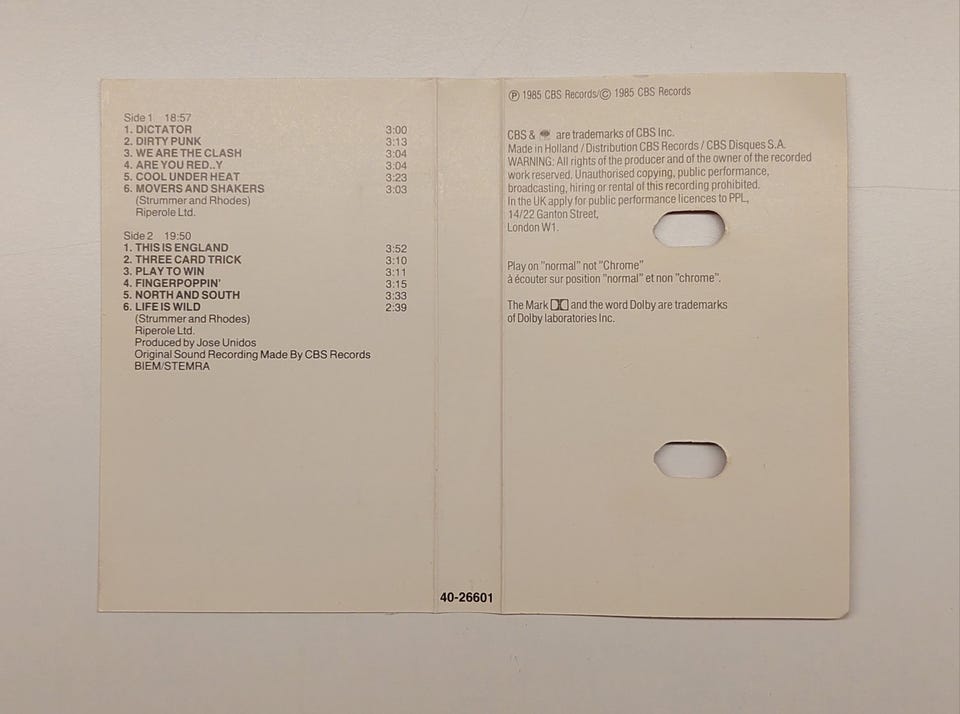 Side 1 18:57
1. DICTATOR 3:00
2. DIRTY PUNK 3:13
3. WE ARE THE CLASH 3:04
4. ARE YOU RED..Y 3:04
5. COOL UNDER HEAT 3:23
6. MOVERS AND SHAKERS 3:03
(Strummer and Rhodes)
Riperole Ltd.
Side 2 19:50
1. THIS IS ENGLAND 3:52
2. THREE CARD TRICK 3:10
3. PLAY TO WIN 3:11
4. FINGERPOPPIN' 3:15
5. NORTH AND SOUTH 3:33
6. LIFE IS WILD 2:39
(Strummer and Rhodes)
Riperole Ltd.
Produced by Jose Unidos
Original Sound Recording Made By CBS Records
BIEM/STEMRA
40-26601
Ⓟ 1985 CBS Records/© 1985 CBS Records
CBS & are trademarks of CBS Inc.
Made in Holland / Distribution CBS Records / CBS Disques S.A.
WARNING: All rights of the producer and of the owner of the recorded
work reserved. Unauthorised copying, public performance,
broadcasting, hiring or rental of this recording prohibited.
In the UK apply for public performance licences to PPL,
14/22 Ganton Street,
London W1.
Play on "normal" not "Chrome"
à écouter sur position "normal" et non "chrome".
The Mark and the word Dolby are trademarks
of Dolby laboratories Inc.